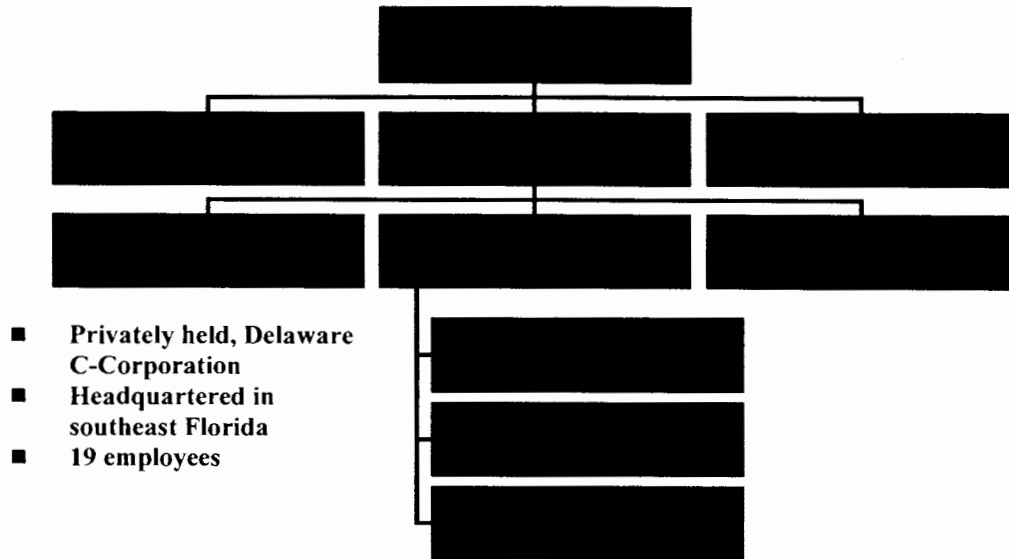 ■ Privately held, Delaware
C-Corporation
■ Headquartered in
southeast Florida
■ 19 employees